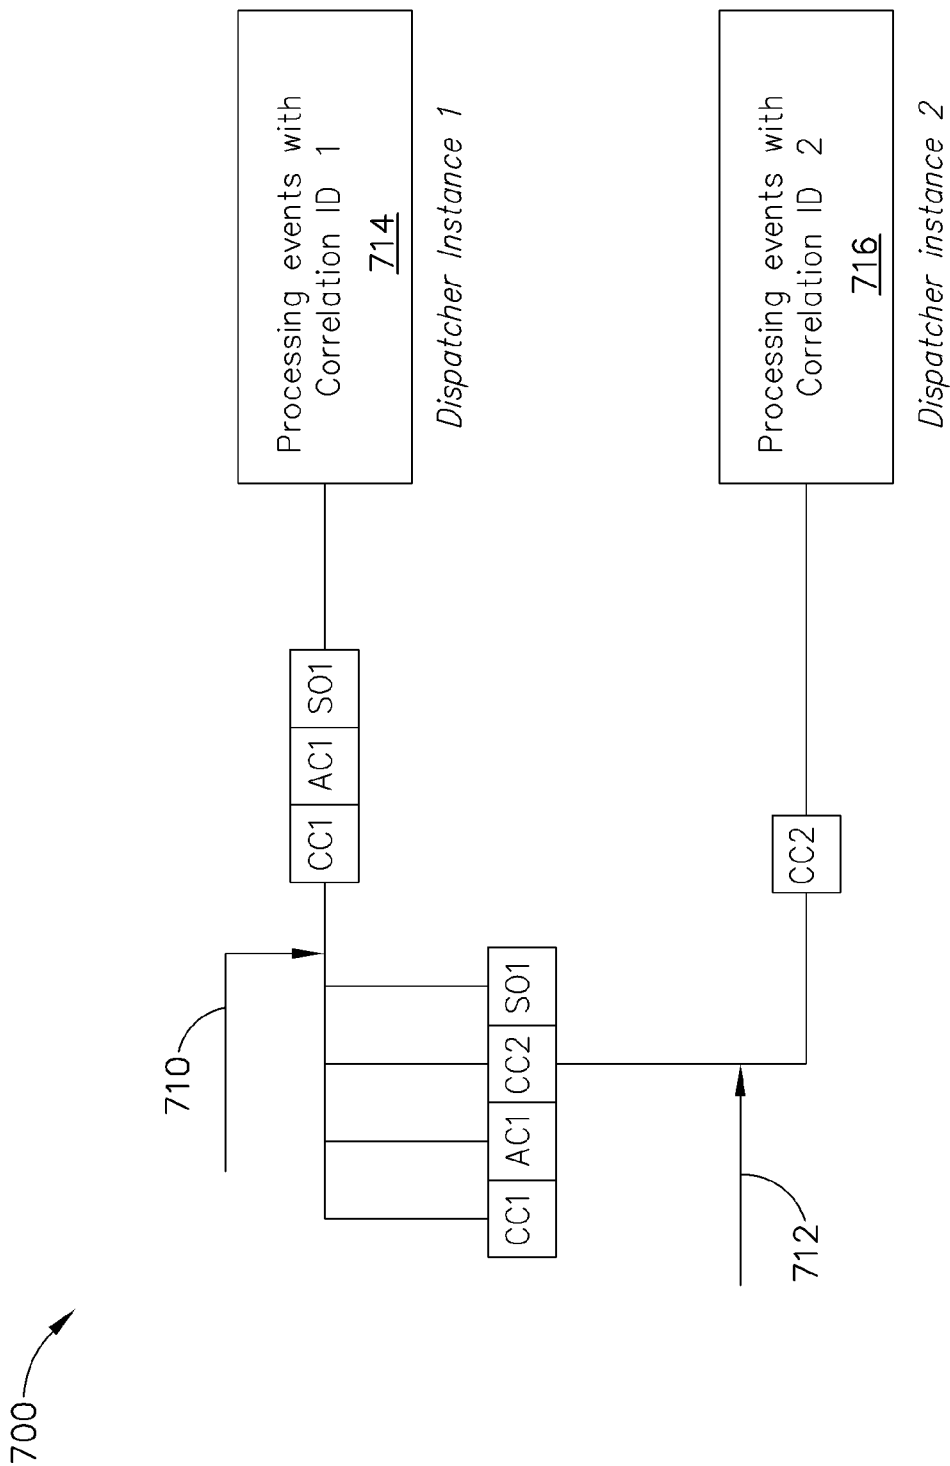 700
710
CC1 AC1 SO1
Processing events with
Correlation ID 1
714
Dispatcher Instance 1
CC1 AC1 CC2 SO1
712
CC2
Processing events with
Correlation ID 2
716
Dispatcher instance 2